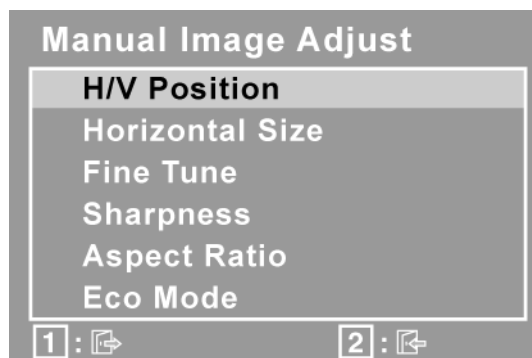 Manual Image Adjust
H/V Position
Horizontal Size
Fine Tune
Sharpness
Aspect Ratio
Eco Mode
1 : 2 :